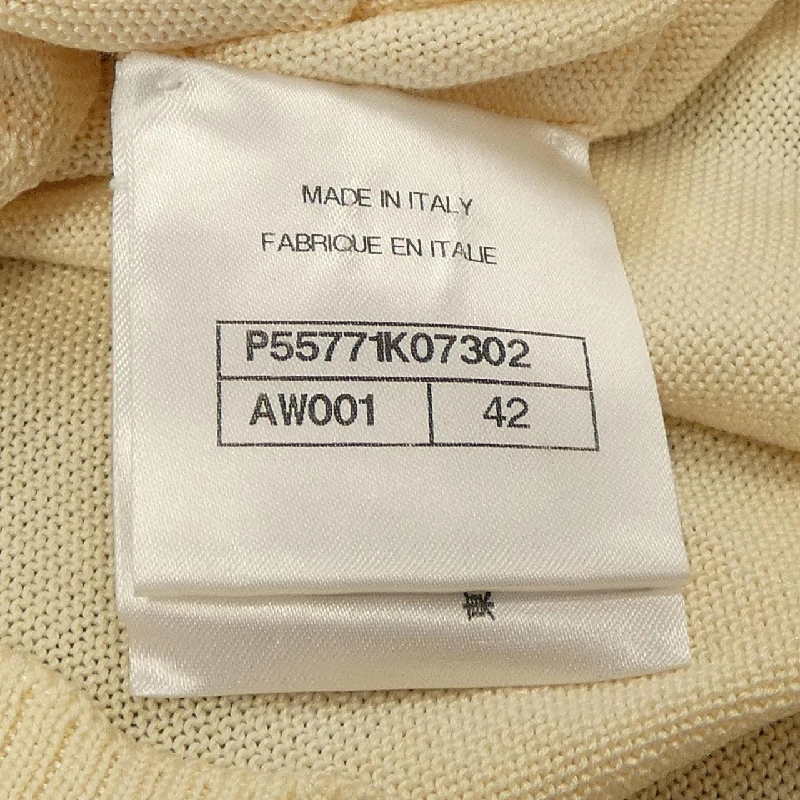 MADE IN ITALY
FABRIQUE EN ITALIE
P55771K07302
AW001 42